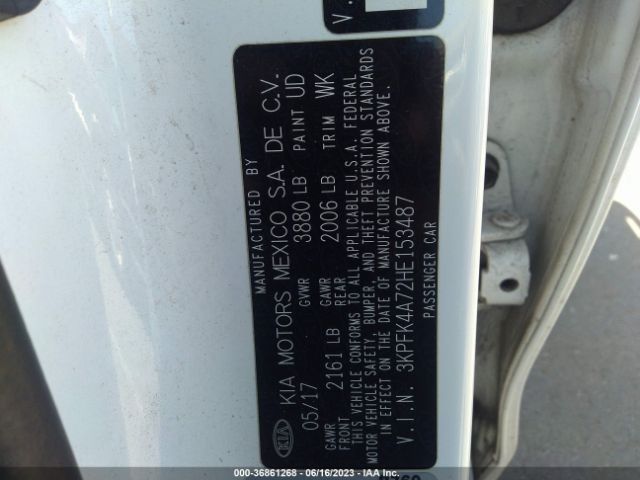 MANUFACTURED BY
KIA KIA MOTORS MEXICO S.A. DE C.V.
05/17 GVWR 3880 LB PAINT UD
GAWR FRONT 2161 LB GAWR REAR 2006 LB TRIM WK
THIS VEHICLE CONFORMS TO ALL APPLICABLE U.S.A. FEDERAL
MOTOR VEHICLE SAFETY, BUMPER, AND THEFT PREVENTION STANDARDS
IN EFFECT ON THE DATE OF MANUFACTURE SHOWN ABOVE.
V.I.N. 3KPFK4A72HE153487
PASSENGER CAR
000-36861268 - 06/16/2023 - IAA Inc.